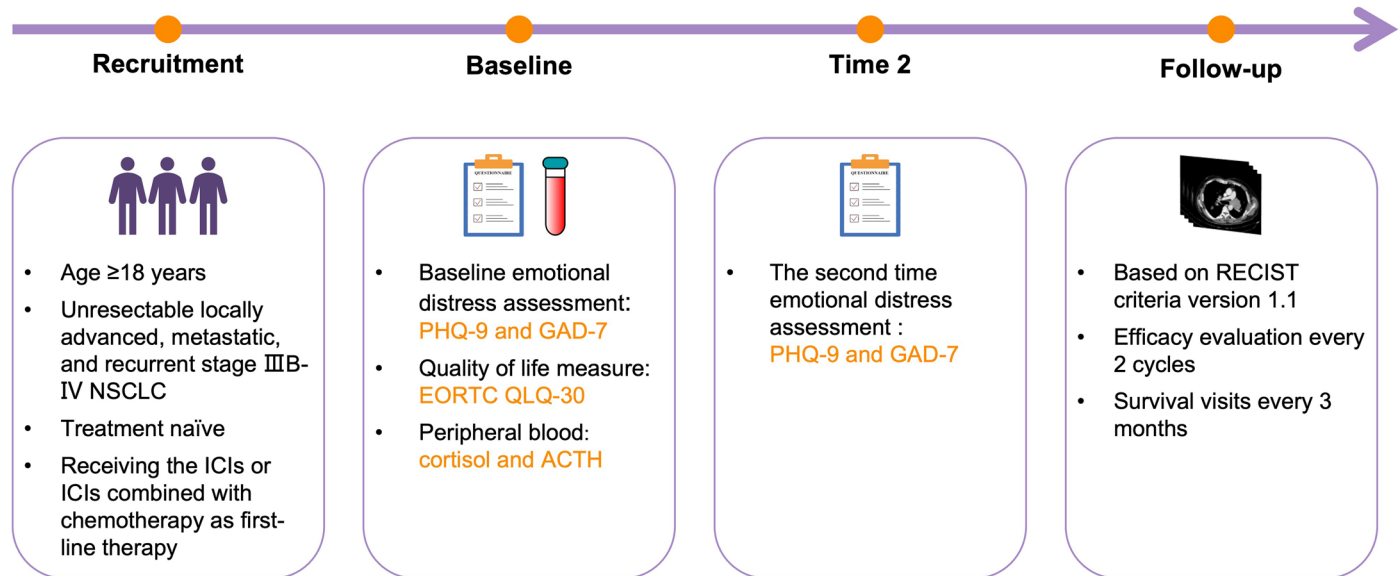 Recruitment
Baseline
Time 2
Follow-up
• Age ≥18 years
• Unresectable locally
advanced, metastatic,
and recurrent stage ⅢB-
Ⅳ NSCLC
• Treatment naïve
• Receiving the ICIs or
ICIs combined with
chemotherapy as first-
line therapy
QUESTIONNAIRE
• Baseline emotional
distress assessment:
PHQ-9 and GAD-7
• Quality of life measure:
EORTC QLQ-30
• Peripheral blood:
cortisol and ACTH
QUESTIONNAIRE
• The second time
emotional distress
assessment :
PHQ-9 and GAD-7
• Based on RECIST
criteria version 1.1
• Efficacy evaluation every
2 cycles
• Survival visits every 3
months